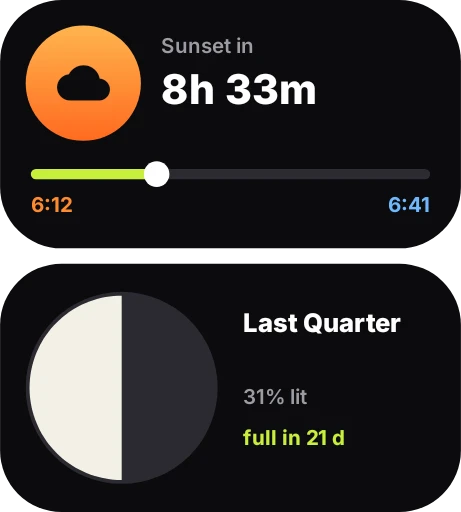 Sunset in
8h 33m
6:12
6:41
Last Quarter
31% lit
full in 21 d